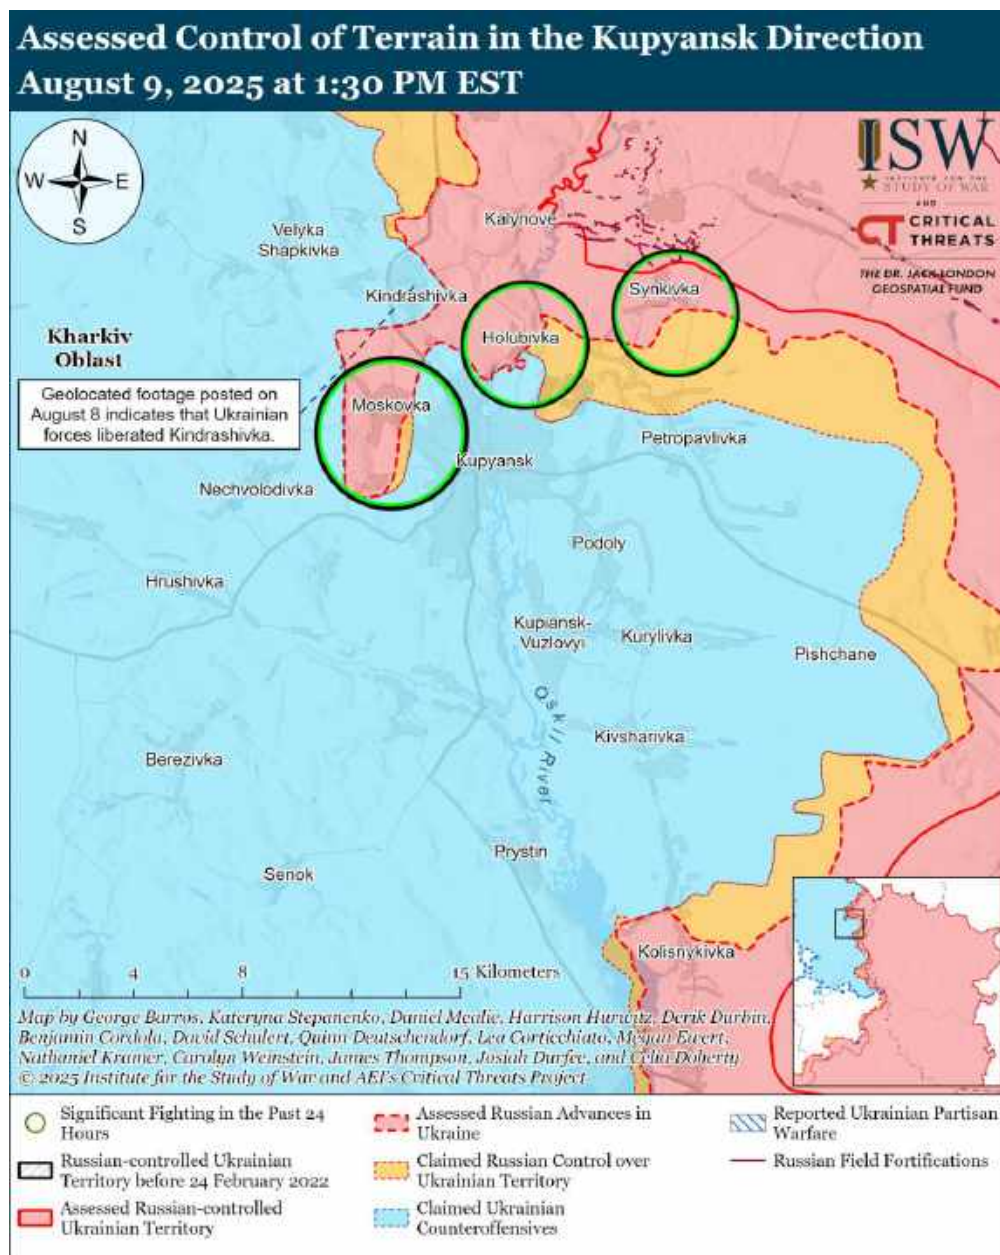 Assessed Control of Terrain in the Kupyansk Direction
August 9, 2025 at 1:30 PM EST
N
W
E
S
ISW
INSTITUTE FOR THE
STUDY OF WAR
AND
CRITICAL
THREATS
THE DR. JACK LONDON
GEOSPATIAL FUND
Kalynove
Velyka
Shapkivka
Kindrashivka
Synkivka
Kharkiv
Oblast
Holubivka
Geolocated footage posted on
August 8 indicates that Ukrainian
forces liberated Kindrashivka.
Moskovka
Petropavlivka
Kupyansk
Nechvolodivka
Podoly
Hrushivka
Kupiansk-
Vuzlovyi
Kurylivka
Pishchane
Oskil River
Kivsharivka
Berezivka
Prystin
Senok
Kolisnykivka
0 4 8 15 Kilometers
Map by George Barros, Kateryna Stepanenko, Daniel Mealie, Harrison Hurwitz, Derik Durbin,
Benjamin Cordola, David Schulert, Quinn Deutschendorf, Lea Corticchiato, Megan Ewert,
Nathaniel Kramer, Carolyn Weinstein, James Thompson, Josiah Durfee, and Celia Doherty
© 2025 Institute for the Study of War and AEI's Critical Threats Project
Significant Fighting in the Past 24
Hours
Russian-controlled Ukrainian
Territory before 24 February 2022
Assessed Russian-controlled
Ukrainian Territory
Assessed Russian Advances in
Ukraine
Claimed Russian Control over
Ukrainian Territory
Claimed Ukrainian
Counteroffensives
Reported Ukrainian Partisan
Warfare
Russian Field Fortifications